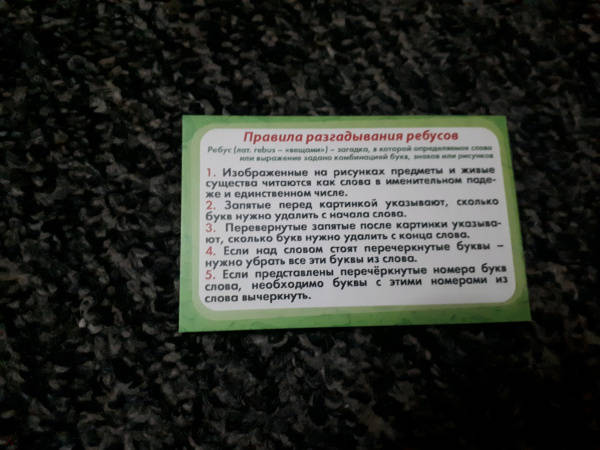 Правила разгадывания ребусов
Ребус (лат. rebus – «вещами») – загадка, в которой определяемое слово
или выражение задано комбинацией букв, знаков или рисунков
1. Изображенные на рисунках предметы и живые
существа читаются как слова в именительном паде-
же и единственном числе.
2. Запятые перед картинкой указывают, сколько
букв нужно удалить с начала слова.
3. Перевернутые запятые после картинки указыва-
ют, сколько букв нужно удалить с конца слова.
4. Если над словом стоят перечеркнутые буквы –
нужно убрать все эти буквы из слова.
5. Если представлены перечёркнутые номера букв
слова, необходимо буквы с этими номерами из
слова вычеркнуть.